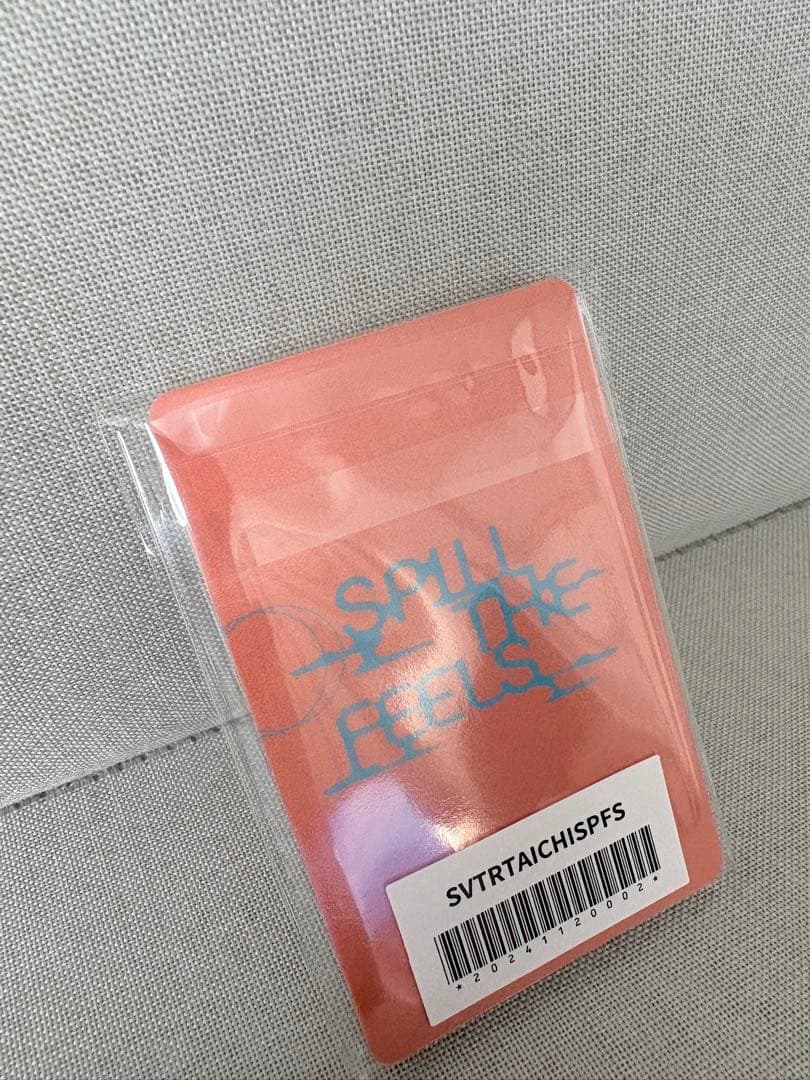 SPILL
THE
FEELS
SVTRTAICHISPFS
*20241120002*